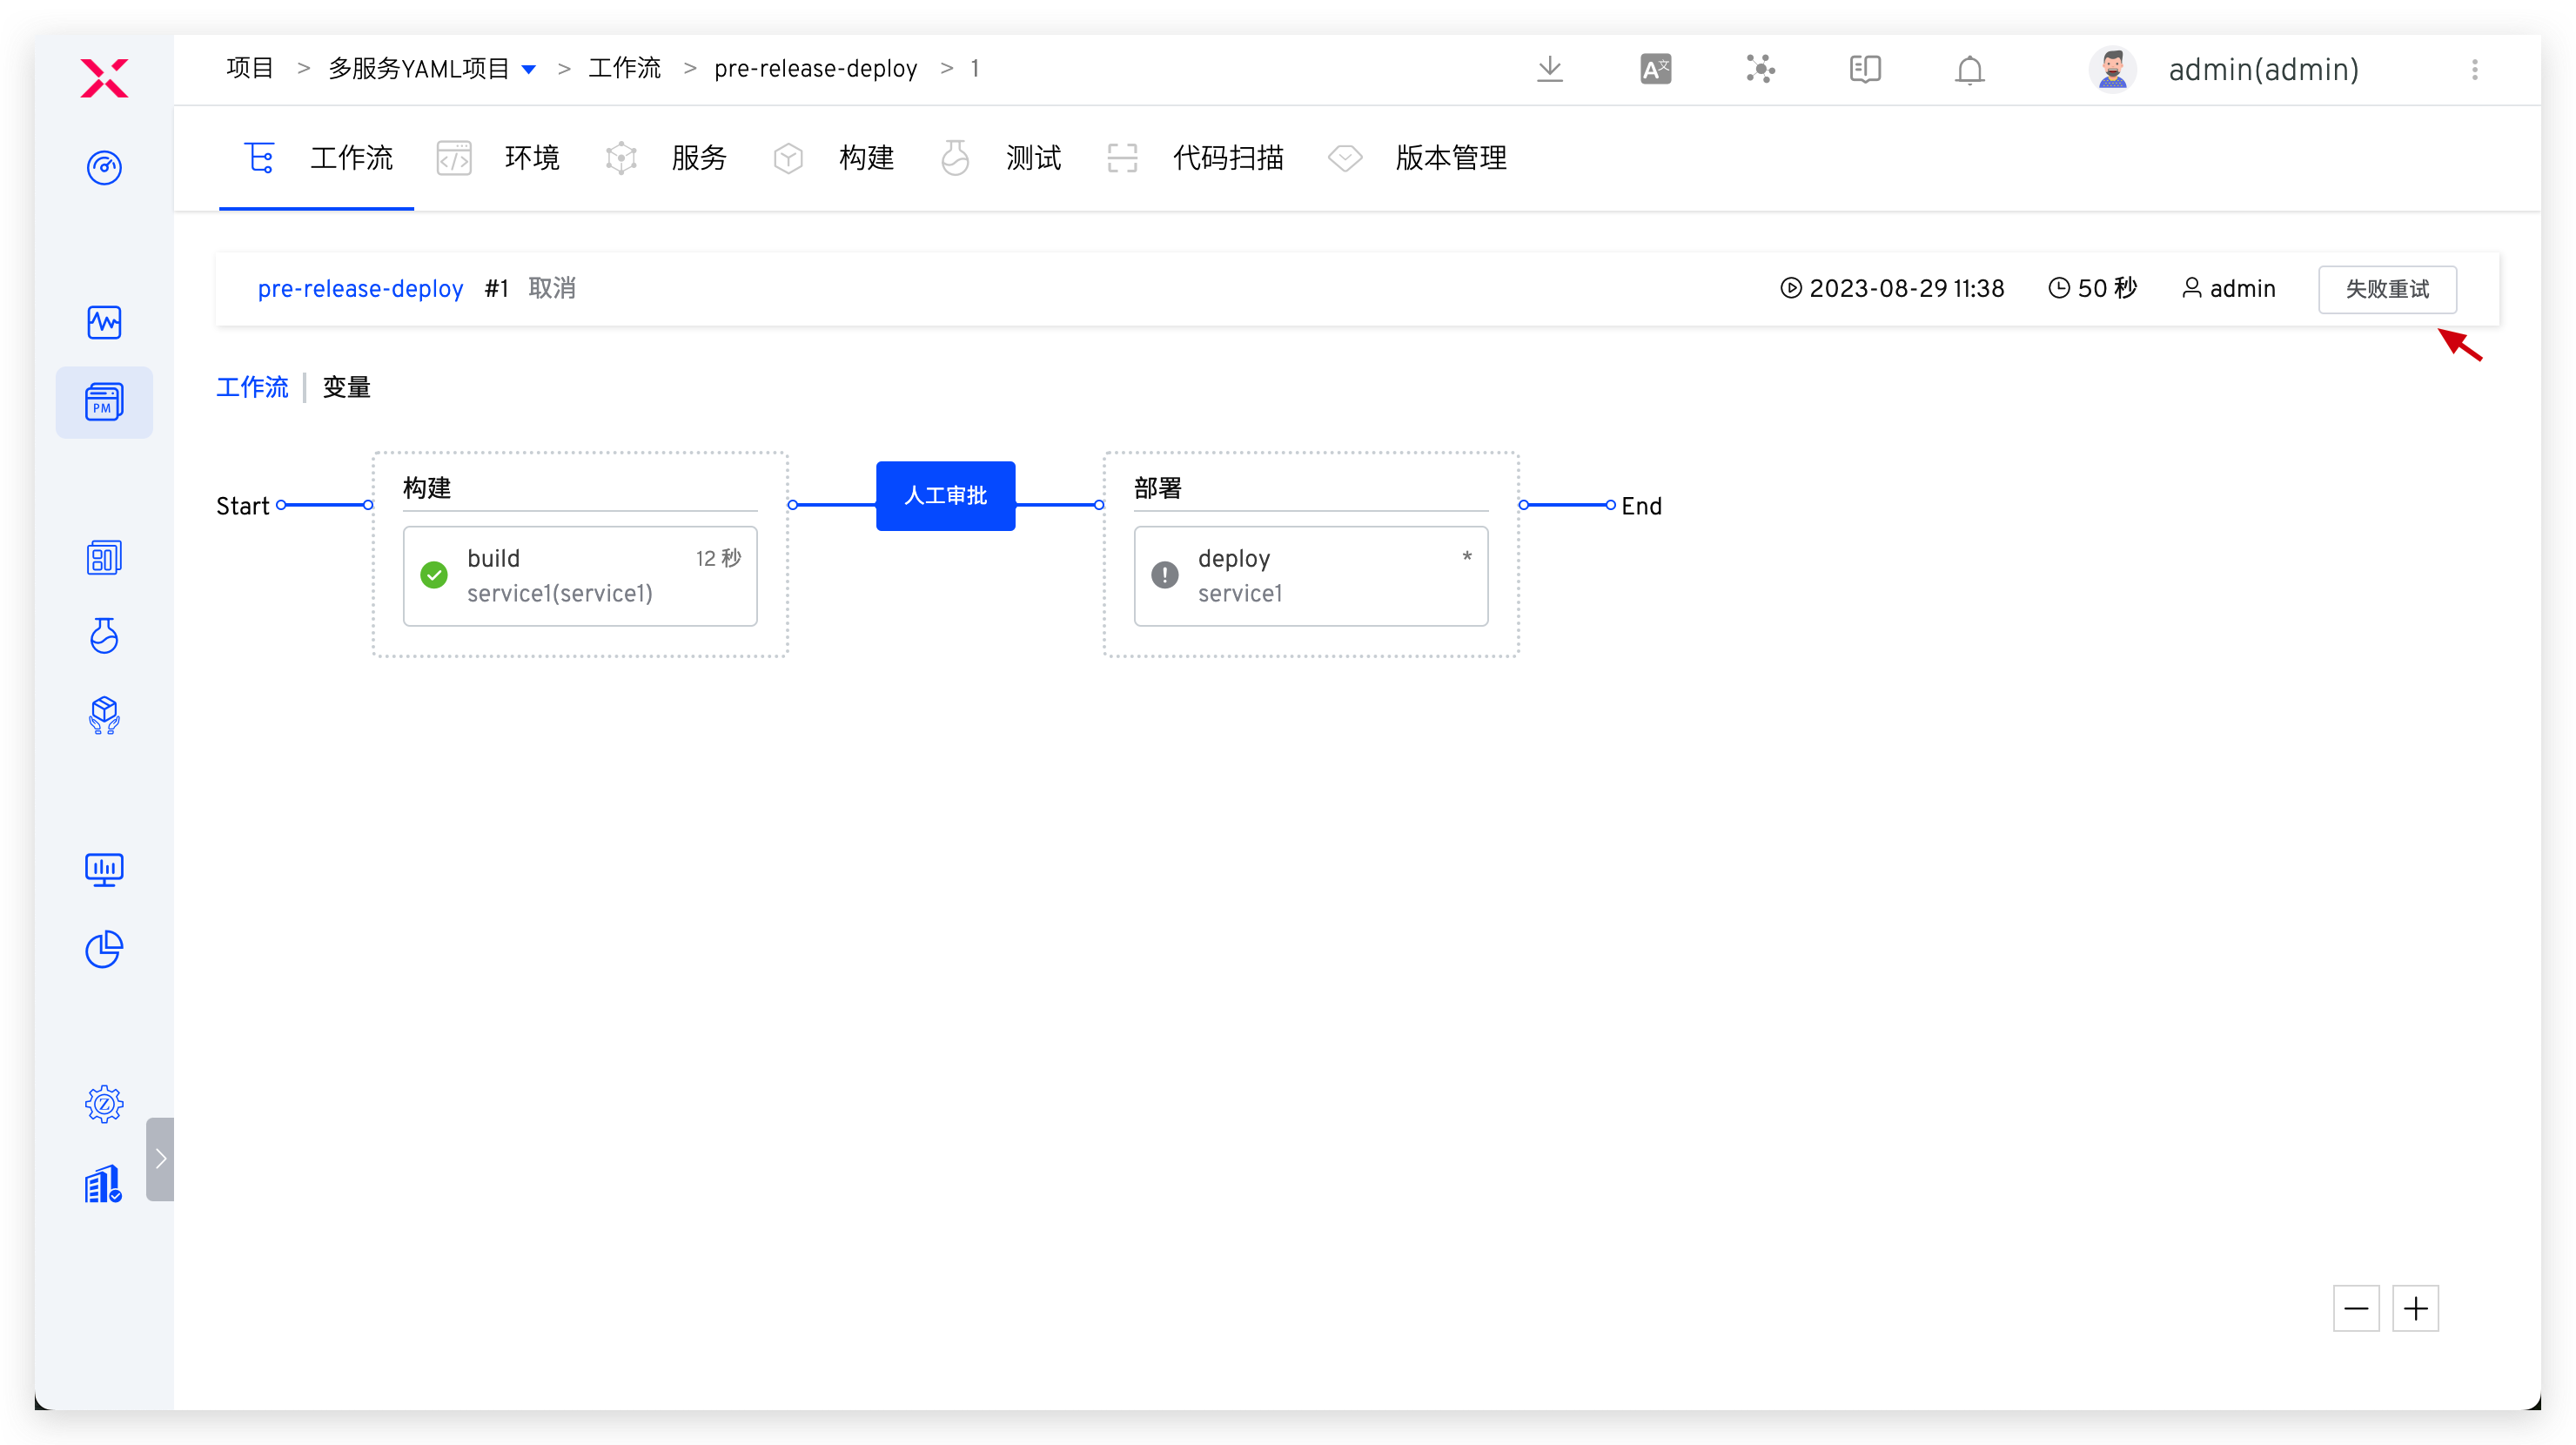 项目 > 多服务YAML项目 > 工作流 > pre-release-deploy > 1
admin(admin)
工作流 环境 服务 构建 测试 代码扫描 版本管理
pre-release-deploy #1 取消 2023-08-29 11:38 50 秒 admin 失败重试
PM
工作流 | 变量
Start
构建
build 12 秒
service1(service1)
人工审批
部署
deploy *
service1
End